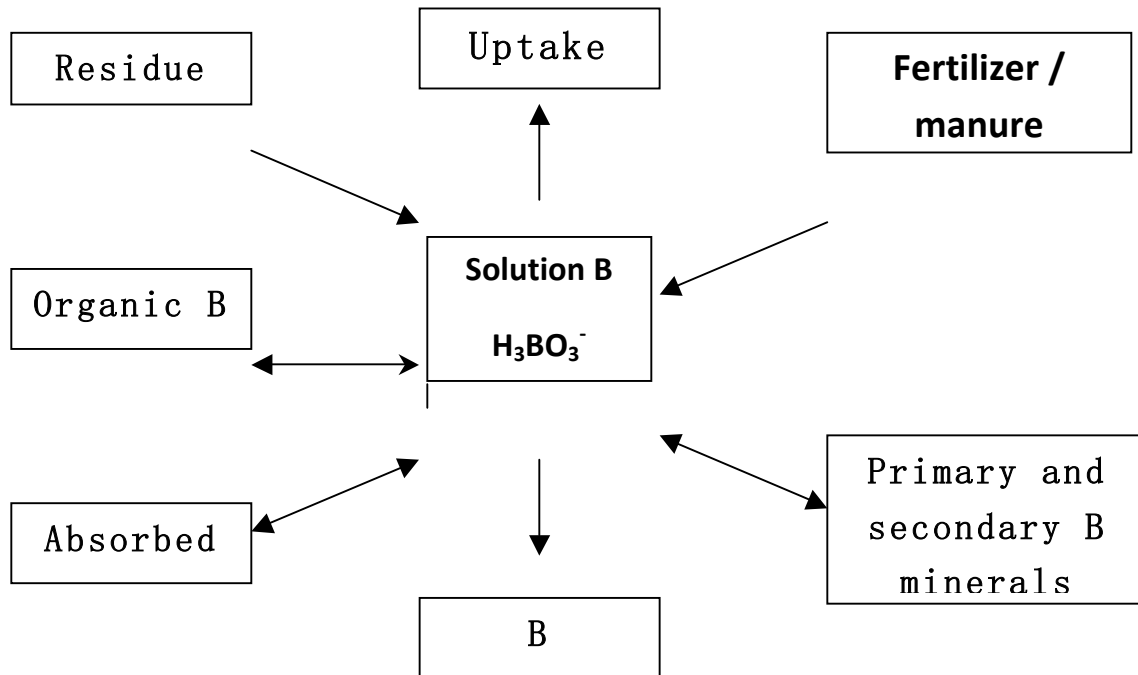 Residue
Uptake
Fertilizer /
manure
Solution B
H₃BO₃⁻
Organic B
Absorbed
Primary and
secondary B
minerals
B